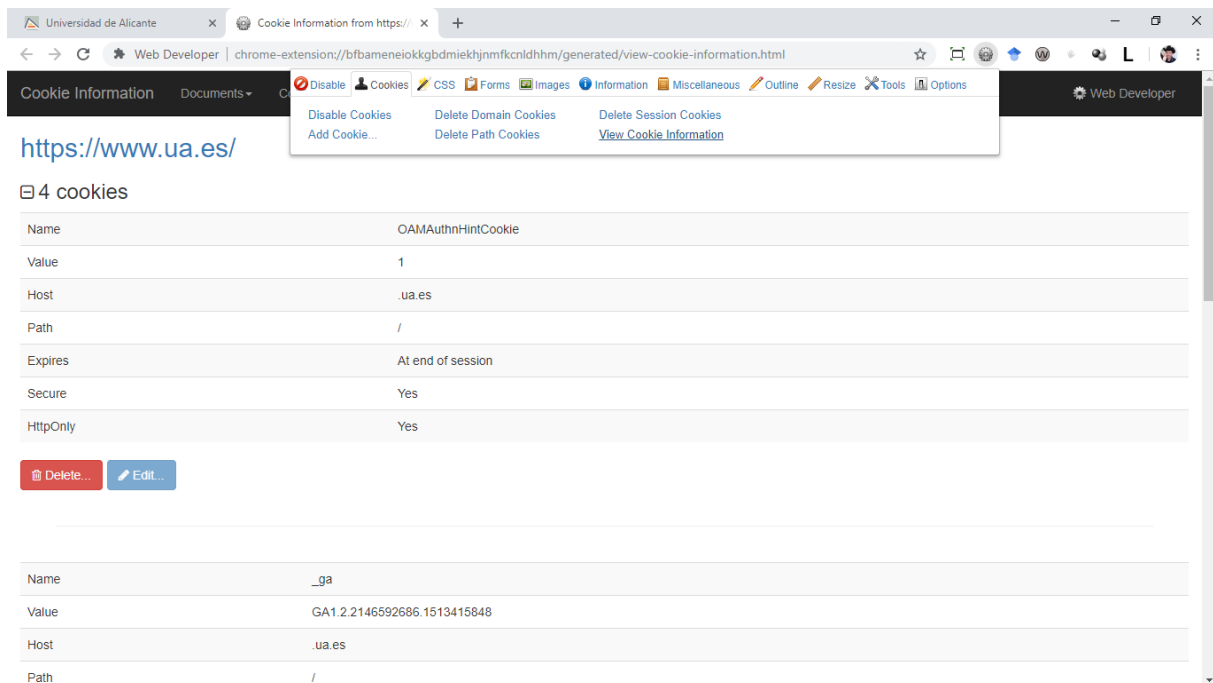 Universidad de Alicante
Cookie Information from https://
Web Developer | chrome-extension://bfbameneiokkgbdmiekhjnmfkcnldhhm/generated/view-cookie-information.html
Cookie Information Documents
Disable Cookies CSS Forms Images Information Miscellaneous Outline Resize Tools Options
Web Developer
Disable Cookies Delete Domain Cookies Delete Session Cookies
Add Cookie... Delete Path Cookies View Cookie Information
https://www.ua.es/
4 cookies
Name OAMAuthnHintCookie
Value 1
Host .ua.es
Path /
Expires At end of session
Secure Yes
HttpOnly Yes
Delete... Edit...
Name _ga
Value GA1.2.2146592686.1513415848
Host .ua.es
Path /